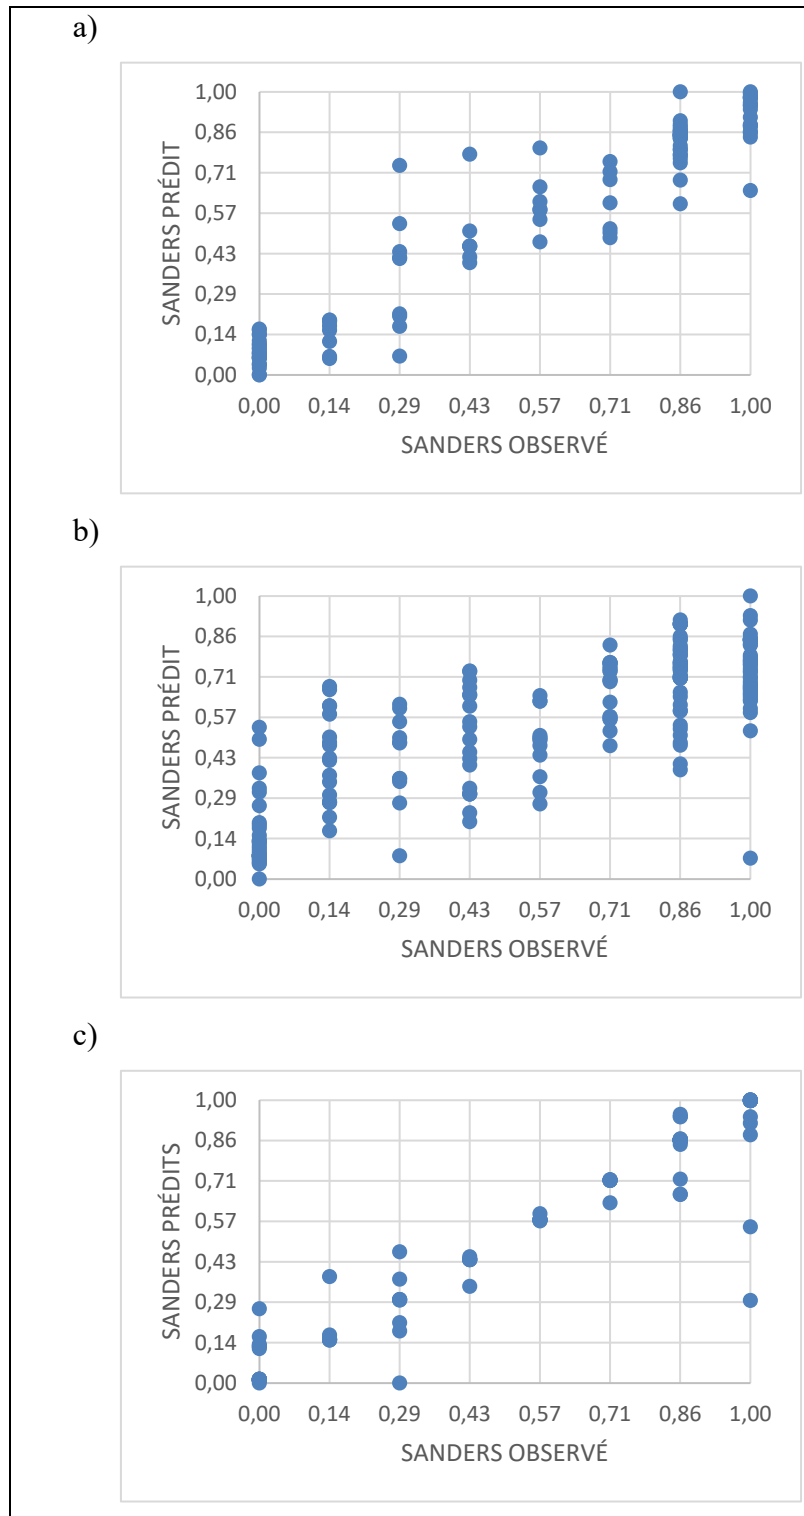 a)
1,00
0,86
0,71
0,57
0,43
0,29
0,14
0,00
SANDERS PRÉDIT
0,00 0,14 0,29 0,43 0,57 0,71 0,86 1,00
SANDERS OBSERVÉ
b)
1,00
0,86
0,71
0,57
0,43
0,29
0,14
0,00
SANDERS PRÉDIT
0,00 0,14 0,29 0,43 0,57 0,71 0,86 1,00
SANDERS OBSERVÉ
c)
1,00
0,86
0,71
0,57
0,43
0,29
0,14
0,00
SANDERS PRÉDITS
0,00 0,14 0,29 0,43 0,57 0,71 0,86 1,00
SANDERS OBSERVÉ